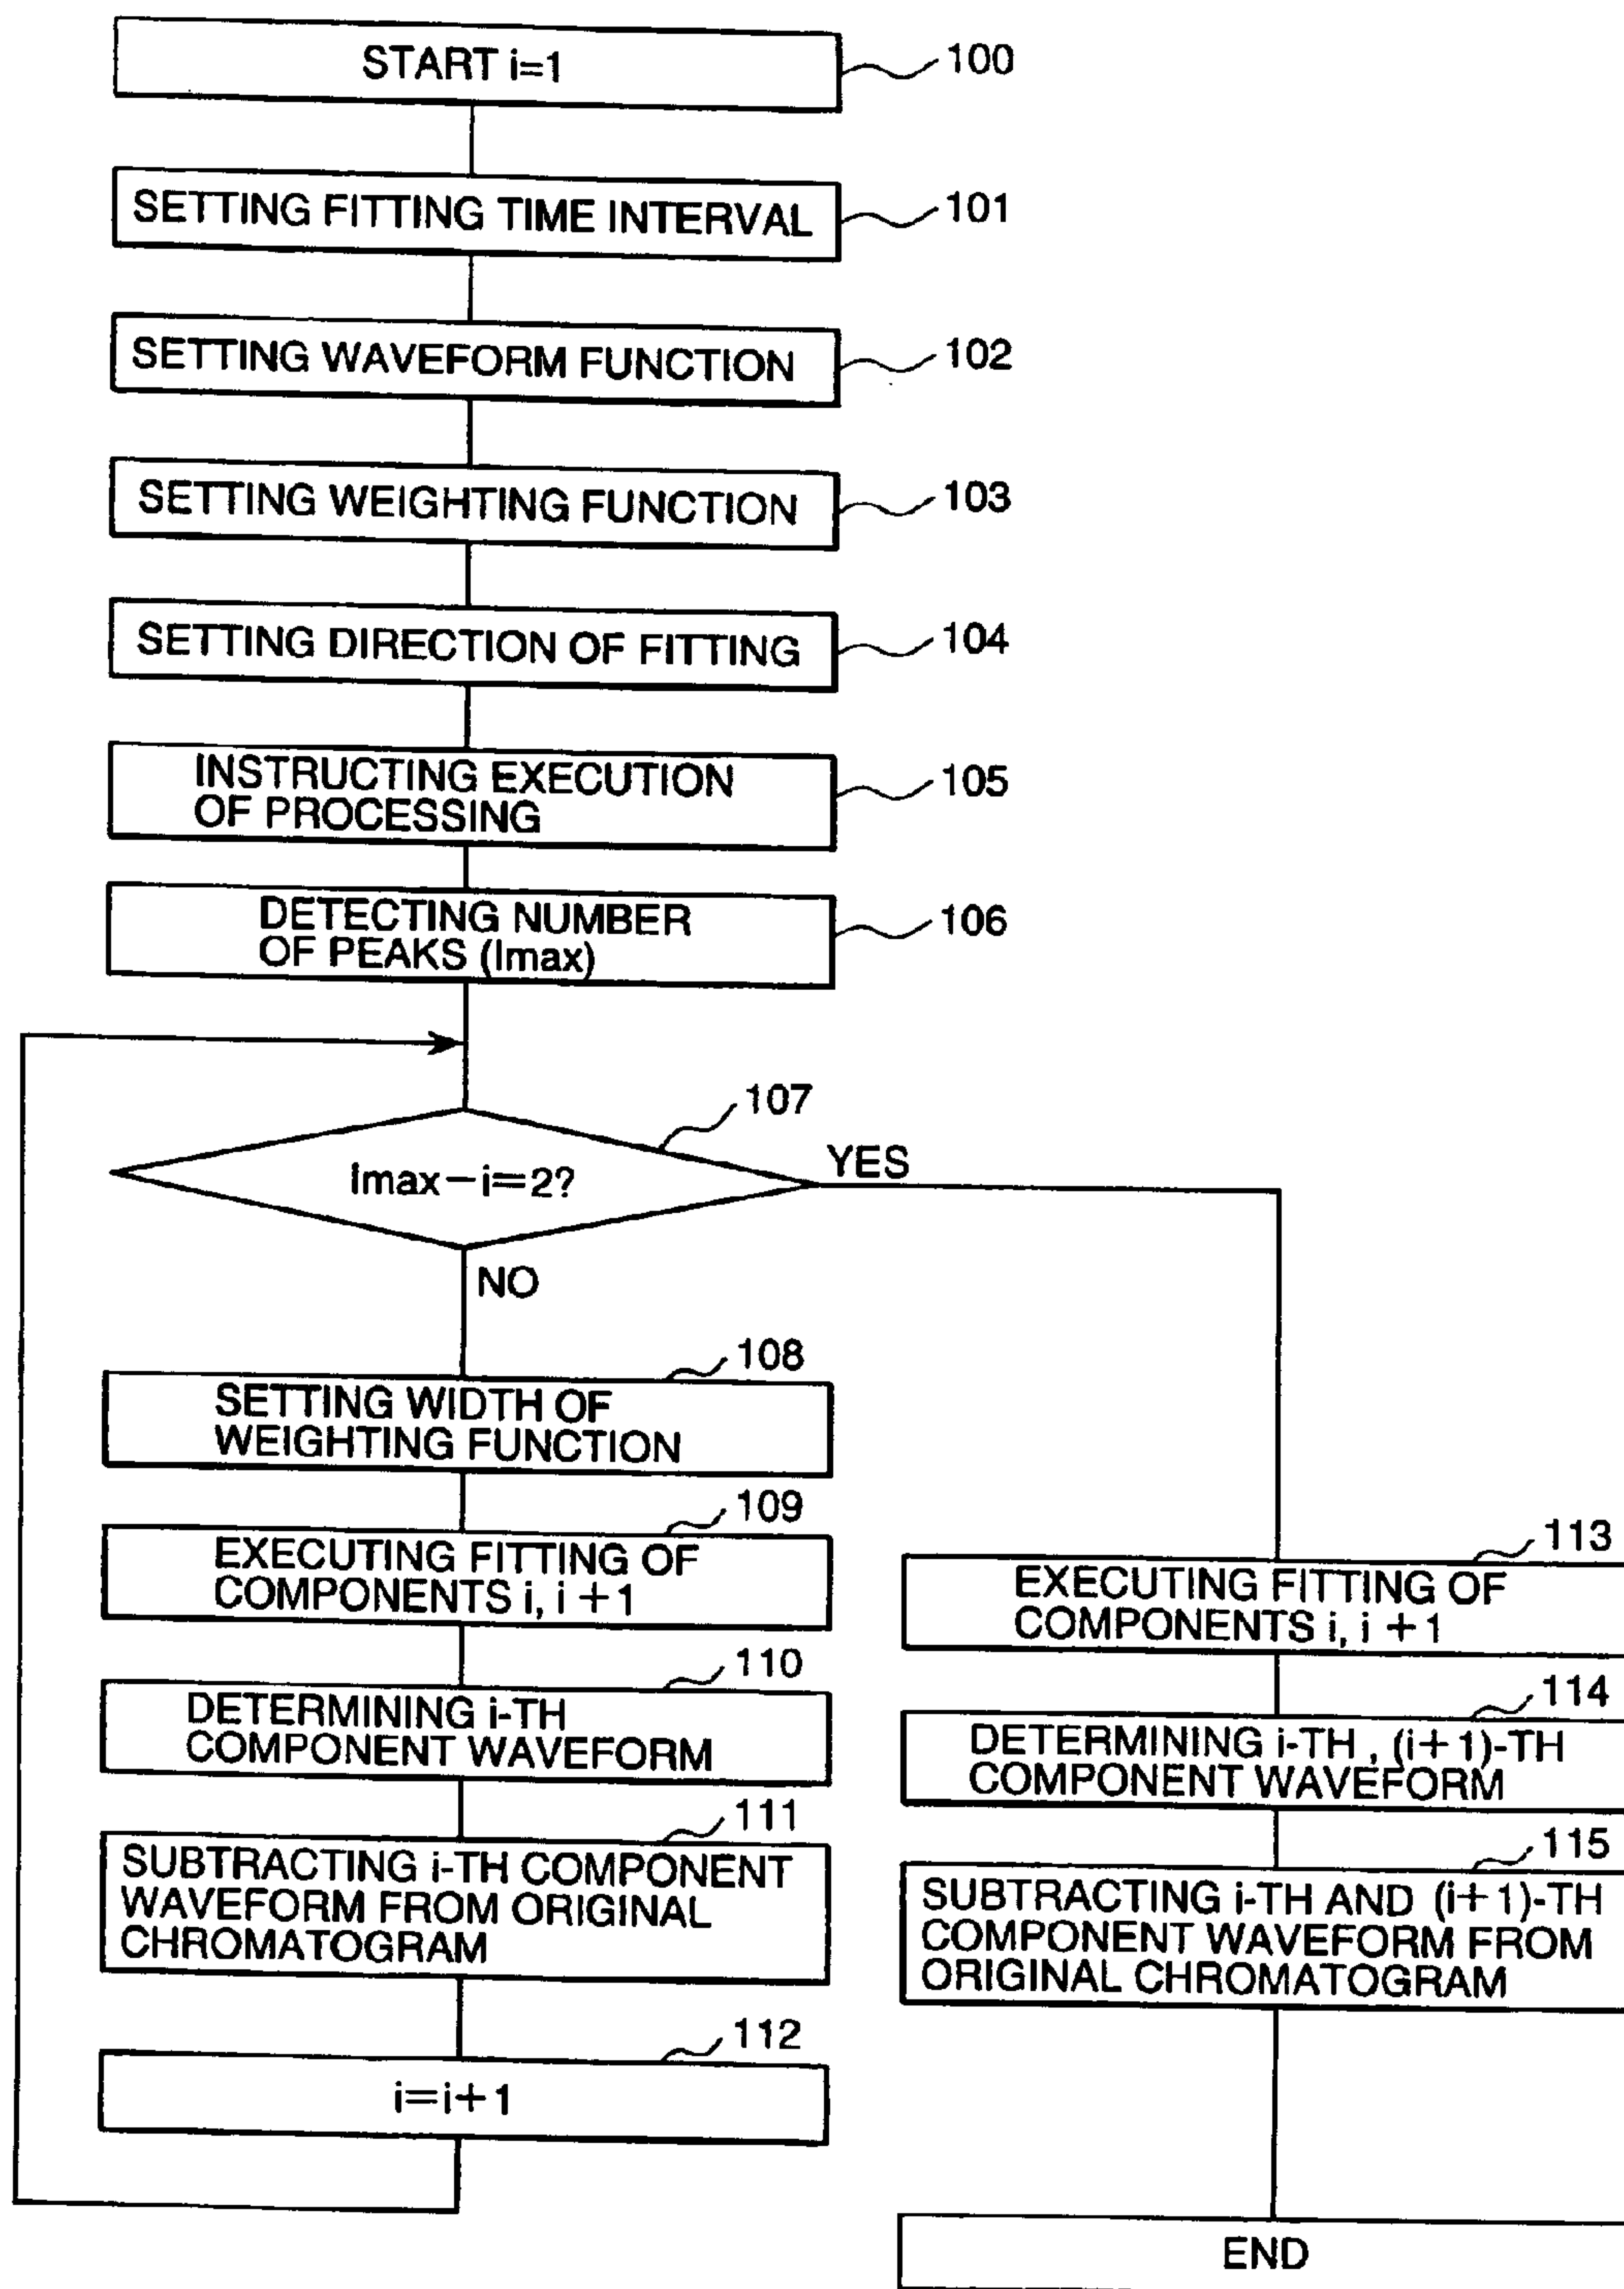 START i=1
100
SETTING FITTING TIME INTERVAL
101
SETTING WAVEFORM FUNCTION
102
SETTING WEIGHTING FUNCTION
103
SETTING DIRECTION OF FITTING
104
INSTRUCTING EXECUTION
OF PROCESSING
105
DETECTING NUMBER
OF PEAKS (Imax)
106
107
Imax-i=2?
YES
NO
108
SETTING WIDTH OF
WEIGHTING FUNCTION
109
EXECUTING FITTING OF
COMPONENTS i, i+1
110
DETERMINING i-TH
COMPONENT WAVEFORM
111
SUBTRACTING i-TH COMPONENT
WAVEFORM FROM ORIGINAL
CHROMATOGRAM
112
i=i+1
113
EXECUTING FITTING OF
COMPONENTS i, i+1
114
DETERMINING i-TH, (i+1)-TH
COMPONENT WAVEFORM
115
SUBTRACTING i-TH AND (i+1)-TH
COMPONENT WAVEFORM FROM
ORIGINAL CHROMATOGRAM
END